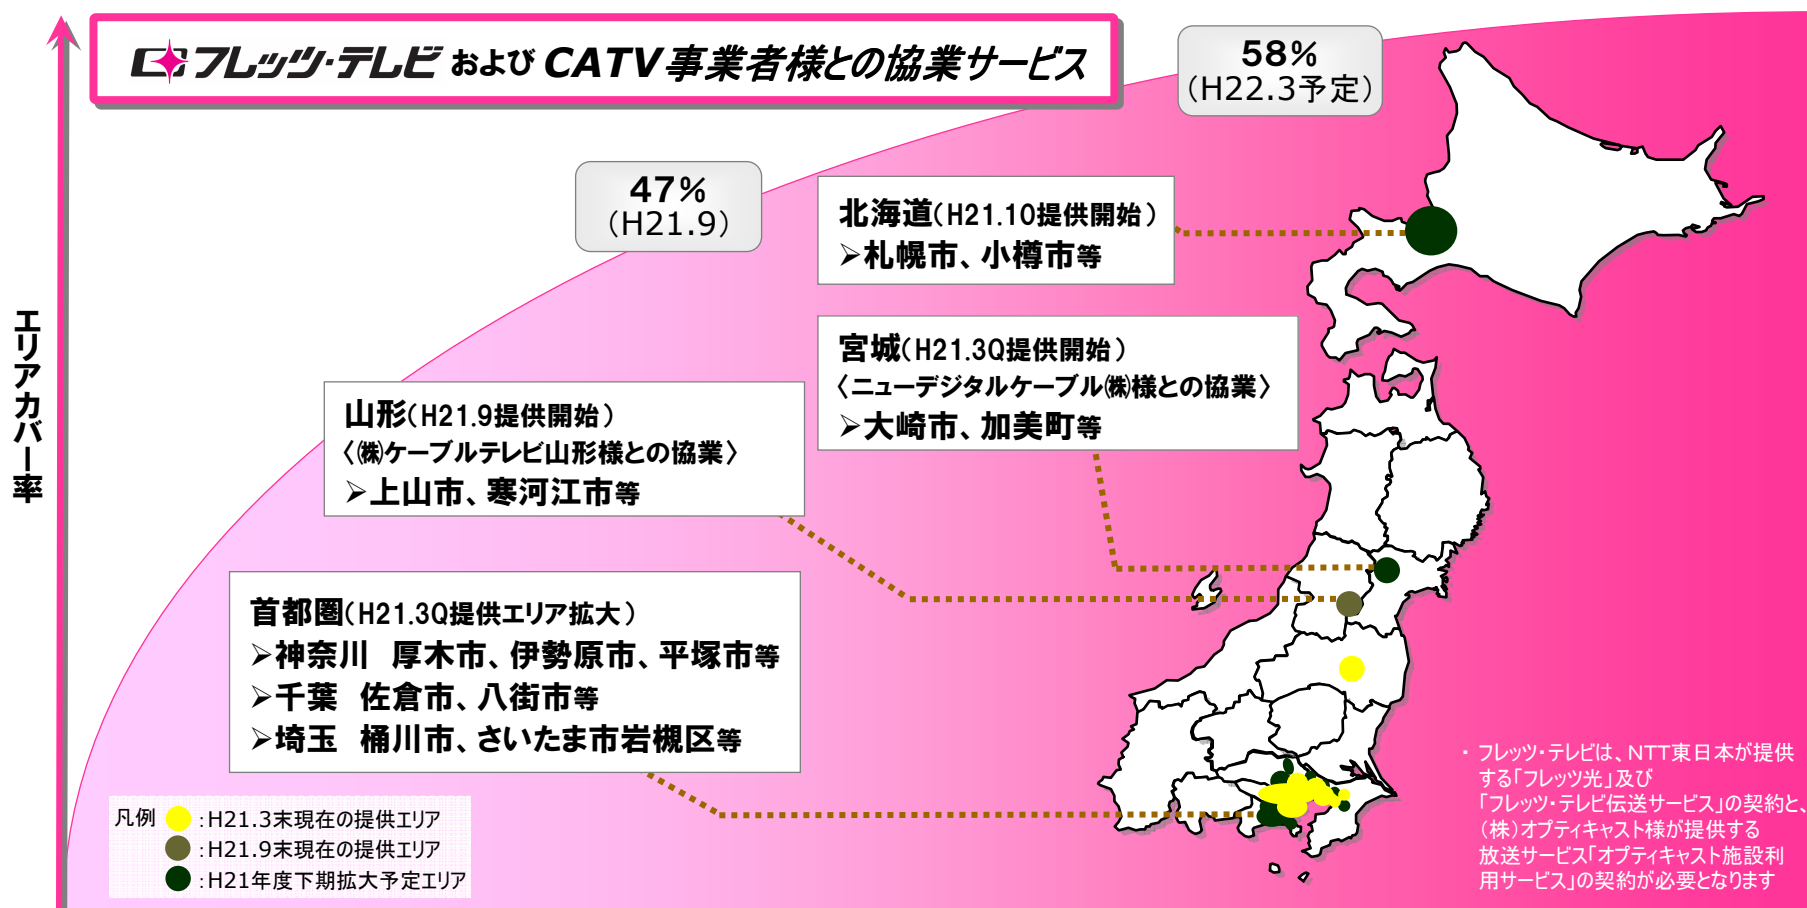 フレッツ・テレビ および CATV事業者様との協業サービス
58%
(H22.3予定)
47%
(H21.9)
エリアカバー率
北海道(H21.10提供開始)
➢札幌市、小樽市等
宮城(H21.3Q提供開始)
〈ニューデジタルケーブル㈱様との協業〉
➢大崎市、加美町等
山形(H21.9提供開始)
〈㈱ケーブルテレビ山形様との協業〉
➢上山市、寒河江市等
首都圏(H21.3Q提供エリア拡大)
➢神奈川 厚木市、伊勢原市、平塚市等
➢千葉 佐倉市、八街市等
➢埼玉 桶川市、さいたま市岩槻区等
凡例 :H21.3末現在の提供エリア
:H21.9末現在の提供エリア
:H21年度下期拡大予定エリア
・ フレッツ・テレビは、NTT東日本が提供
する「フレッツ光」及び
「フレッツ・テレビ伝送サービス」の契約と、
(株)オプティキャスト様が提供する
放送サービス「オプティキャスト施設利
用サービス」の契約が必要となります